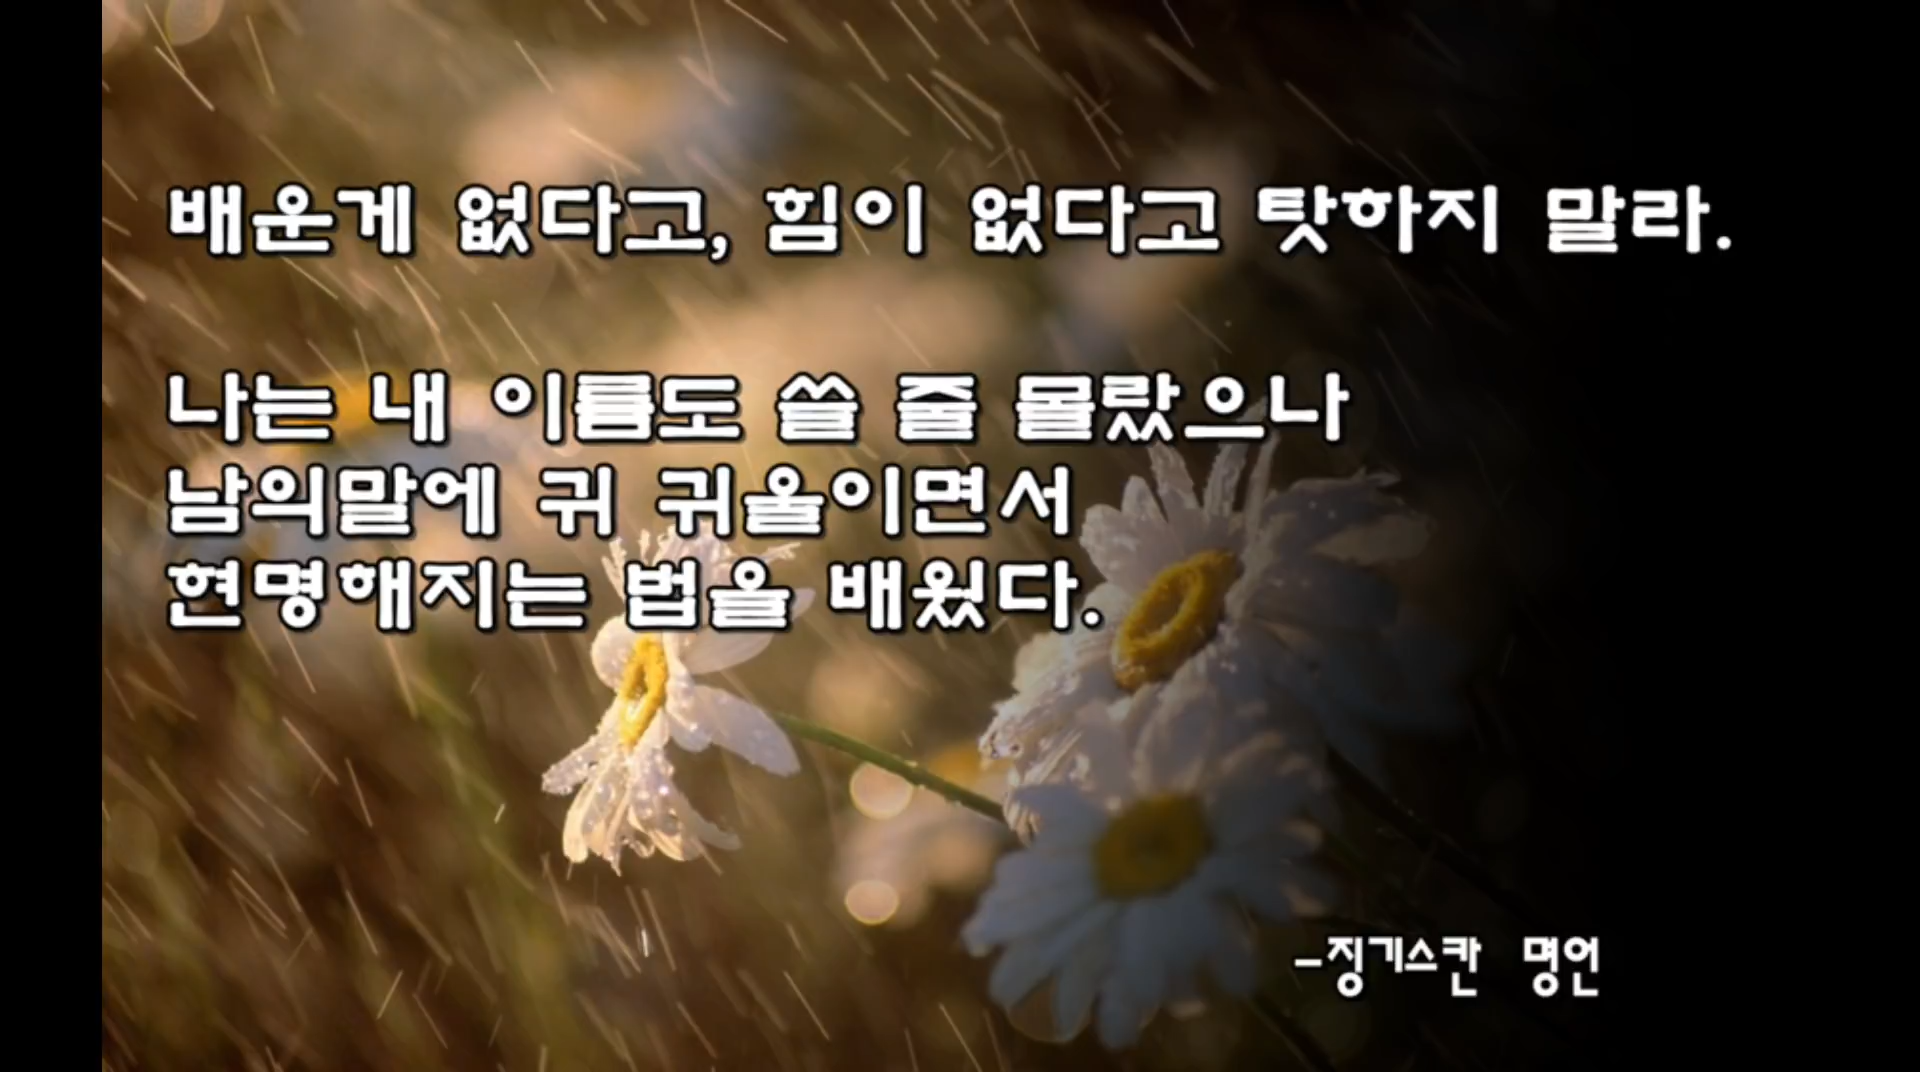 배운게 없다고, 힘이 없다고 탓하지 말라.
나는 내 이름도 쓸 줄 몰랐으나
남의말에 귀 귀울이면서
현명해지는 법을 배웠다.
-징기스칸 명언